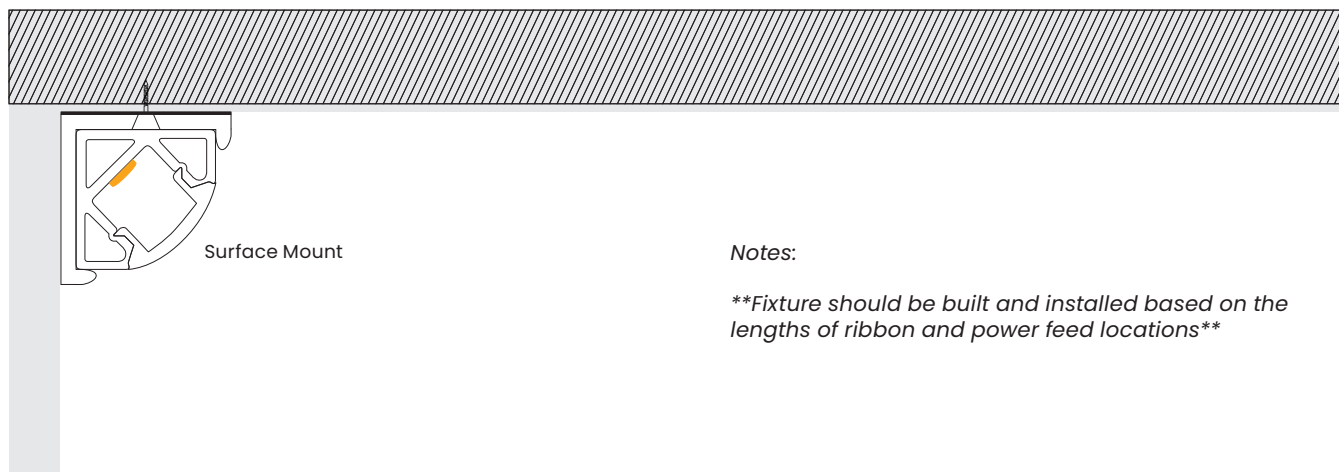 Surface Mount
Notes:
**Fixture should be built and installed based on the
lengths of ribbon and power feed locations**